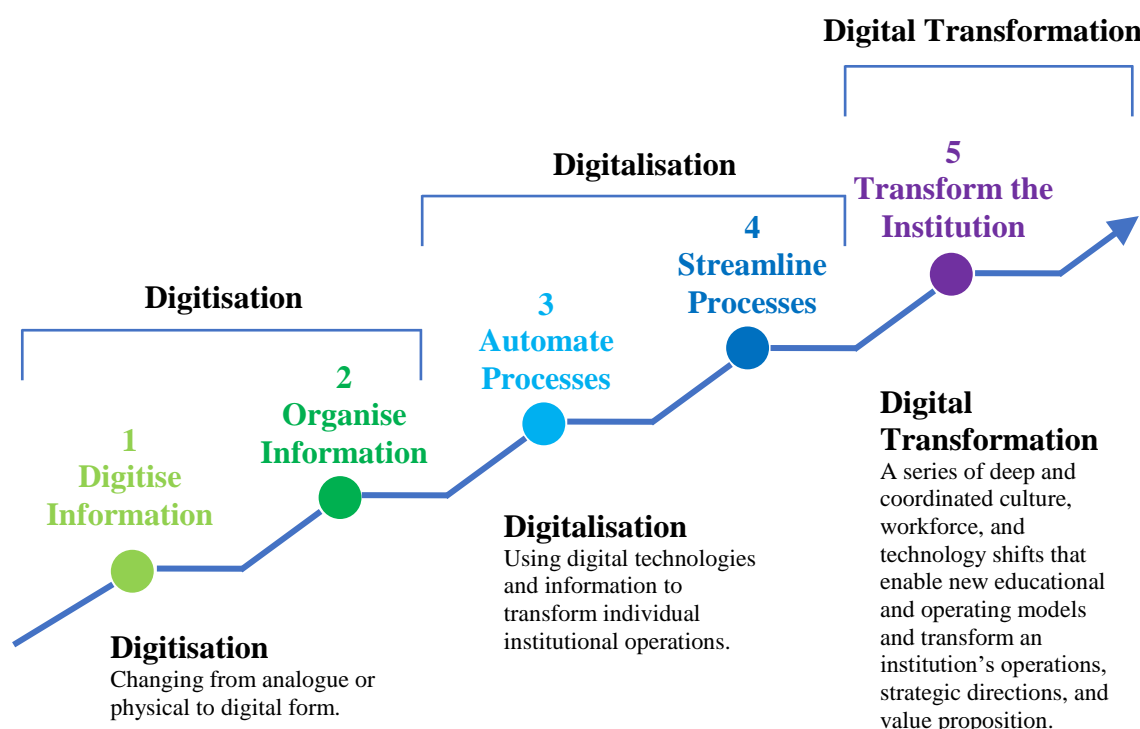 Digital Transformation
Digitalisation
Digitisation
1
Digitise
Information
2
Organise
Information
3
Automate
Processes
4
Streamline
Processes
5
Transform the
Institution
Digitisation
Changing from analogue or
physical to digital form.
Digitalisation
Using digital technologies
and information to
transform individual
institutional operations.
Digital
Transformation
A series of deep and
coordinated culture,
workforce, and
technology shifts that
enable new educational
and operating models
and transform an
institution’s operations,
strategic directions, and
value proposition.